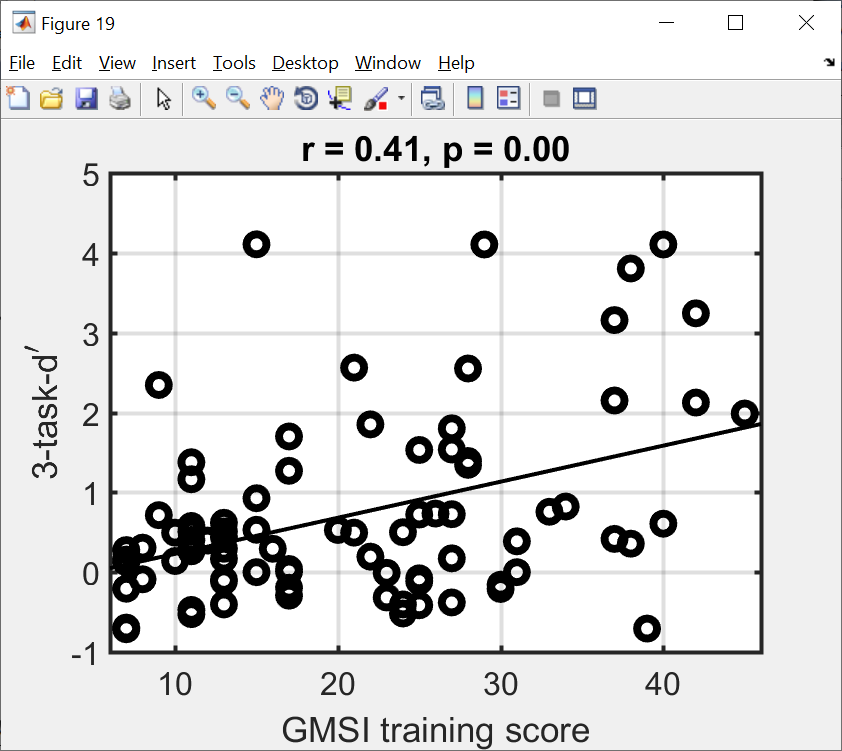 Figure 19
File Edit View Insert Tools Desktop Window Help
r = 0.41, p = 0.00
5
4
3
2
1
0
-1
3-task-d′
10 20 30 40
GMSI training score